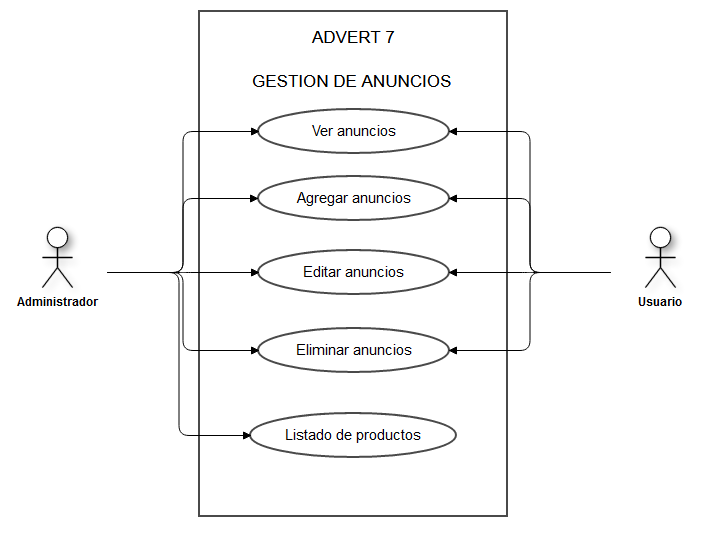 ADVERT 7
GESTION DE ANUNCIOS
Ver anuncios
Agregar anuncios
Editar anuncios
Administrador
Usuario
Eliminar anuncios
Listado de productos